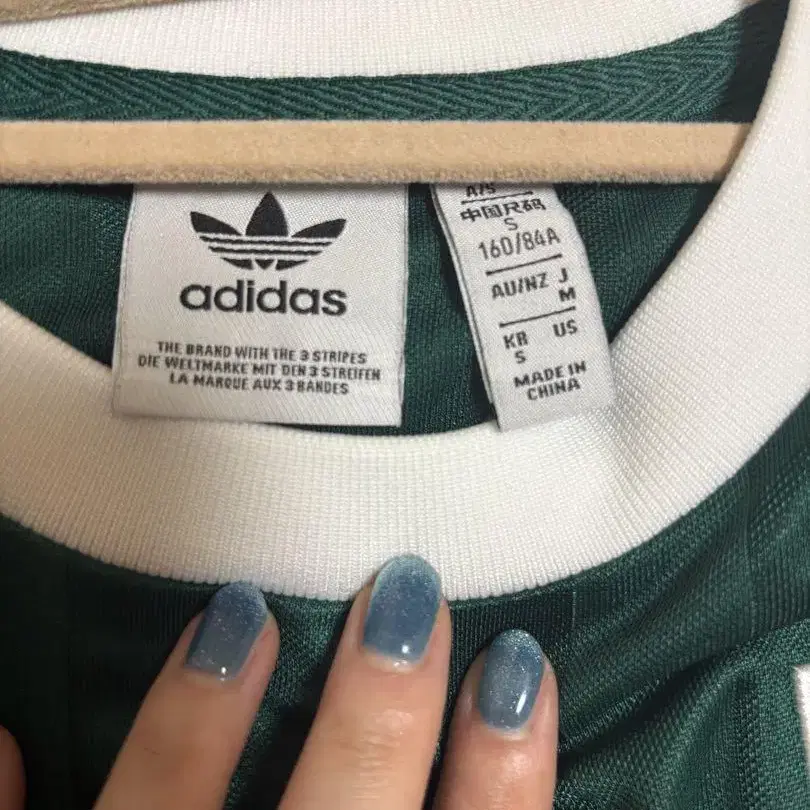 adidas
THE BRAND WITH THE 3 STRIPES
DIE WELTMARKE MIT DEN 3 STREIFEN
LA MARQUE AUX 3 BANDES
A/S
中国尺码
S
160/84A
AU/NZ J
M
KR US
S
MADE IN
CHINA